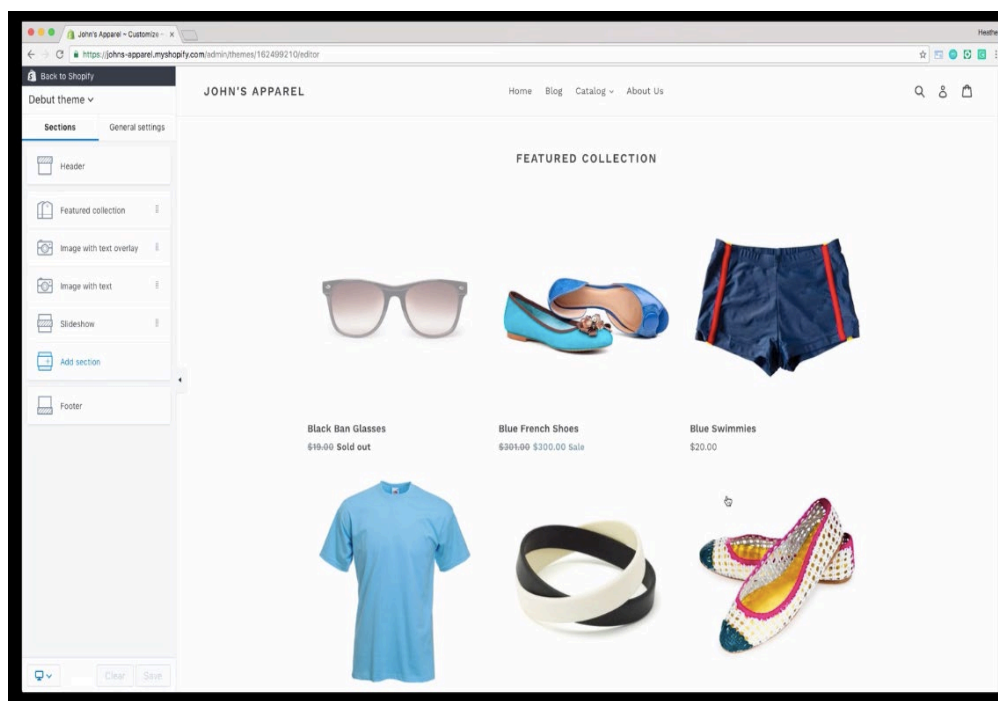 John's Apparel ~ Customize ~ ×
Heathe
https://johns-apparel.myshopify.com/admin/themes/162499210/editor
Back to Shopify
Debut theme
Sections General settings
Header
Featured collection
Image with text overlay
Image with text
Slideshow
Add section
Footer
Clear Save
JOHN'S APPAREL
Home Blog Catalog About Us
FEATURED COLLECTION
Black Ban Glasses
$19.00 Sold out
Blue French Shoes
$301.00 $300.00 Sale
Blue Swimmies
$20.00